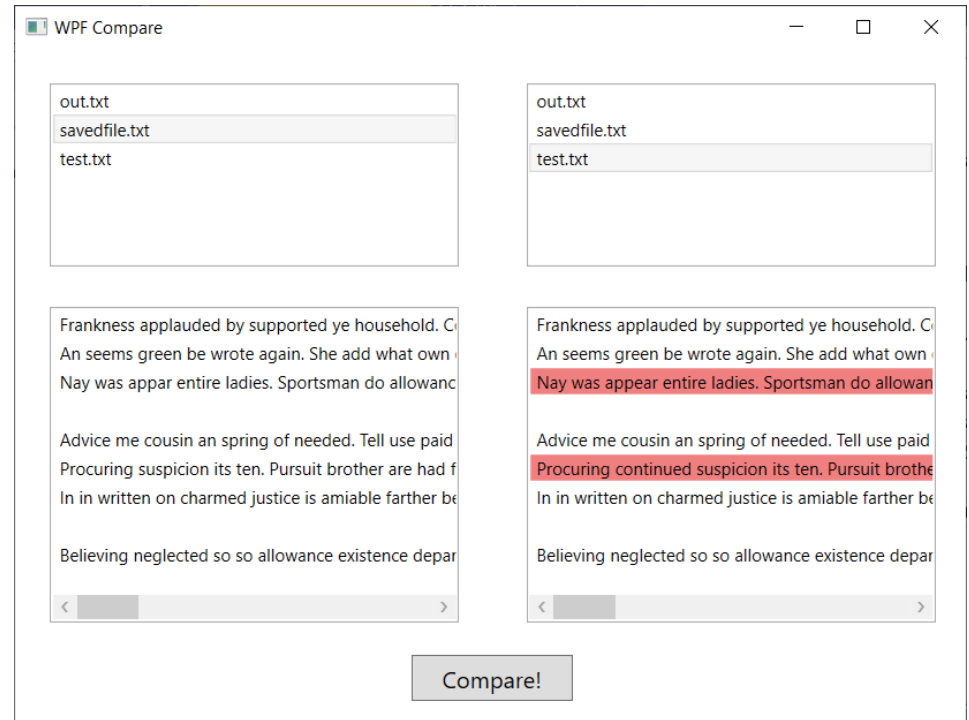 WPF Compare
out.txt
savedfile.txt
test.txt
out.txt
savedfile.txt
test.txt
Frankness applauded by supported ye household.
An seems green be wrote again. She add what own
Nay was appar entire ladies. Sportsman do allowanc
Advice me cousin an spring of needed. Tell use paid
Procuring suspicion its ten. Pursuit brother are had f
In in written on charmed justice is amiable farther be
Believing neglected so so allowance existence depar
Frankness applauded by supported ye household.
An seems green be wrote again. She add what own
Nay was appear entire ladies. Sportsman do allowan
Advice me cousin an spring of needed. Tell use paid
Procuring continued suspicion its ten. Pursuit brothe
In in written on charmed justice is amiable farther be
Believing neglected so so allowance existence depar
Compare!